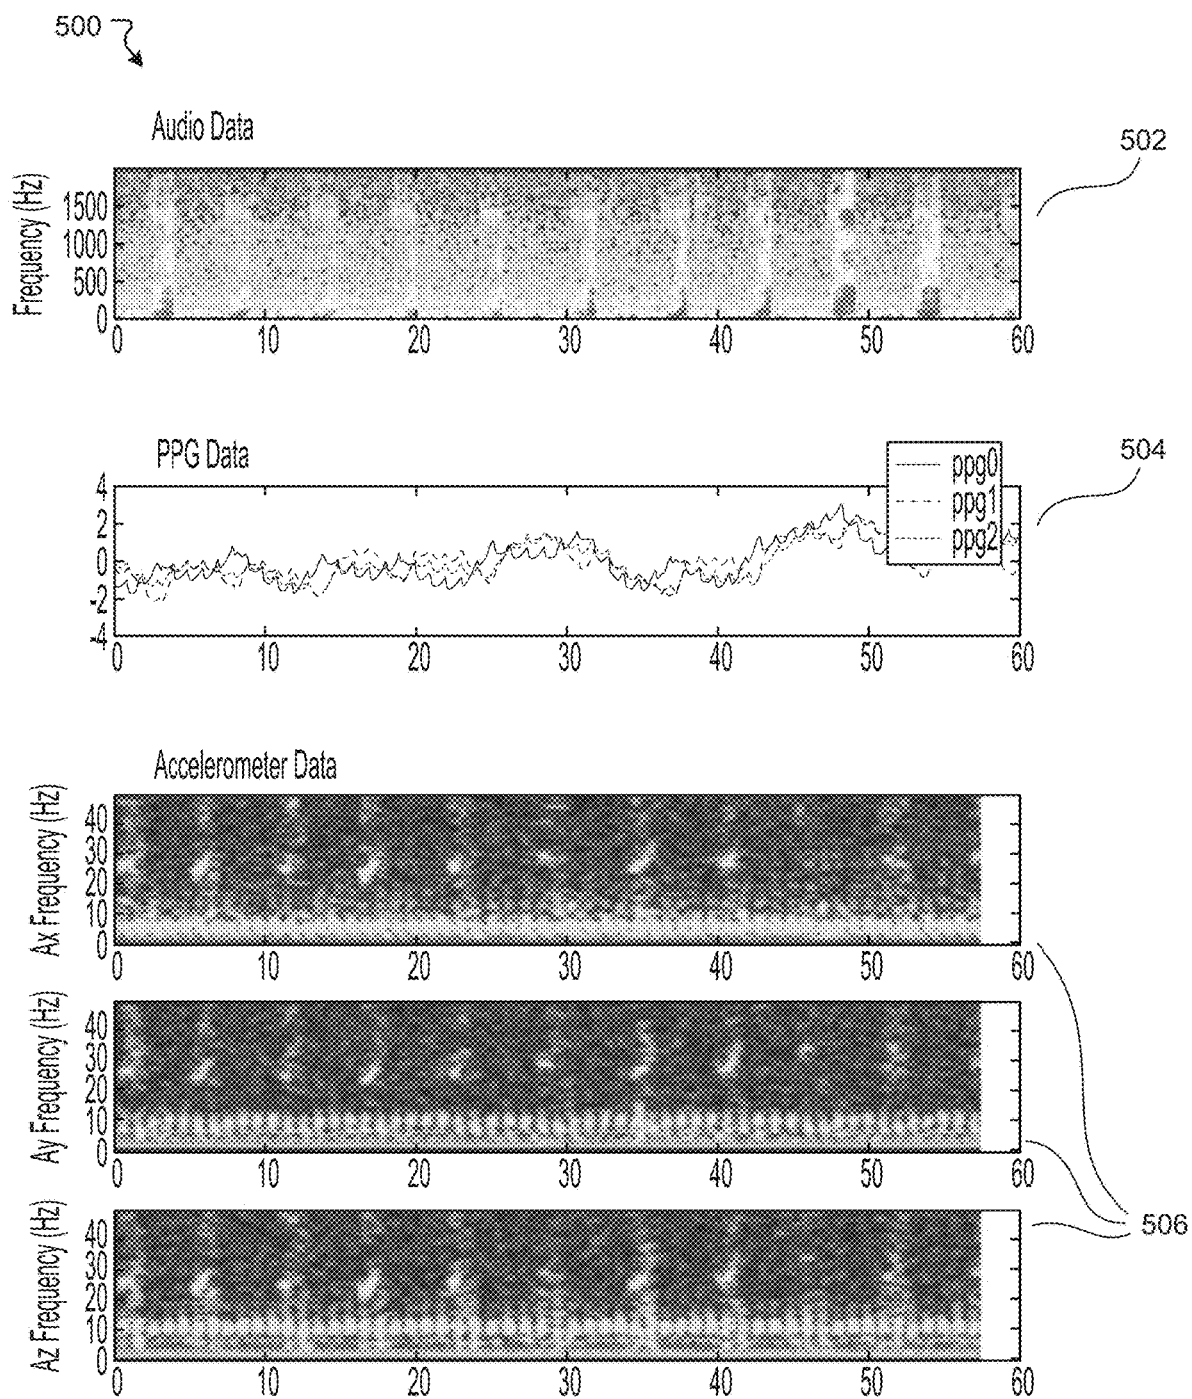 500
Audio Data
502
Frequency (Hz)
1500
1000
500
0
0 10 20 30 40 50 60
PPG Data
504
ppg0
ppg1
ppg2
4
2
0
-2
-4
0 10 20 30 40 50 60
Accelerometer Data
Ax Frequency (Hz)
40
30
20
10
0
0 10 20 30 40 50 60
Ay Frequency (Hz)
40
30
20
10
0
0 10 20 30 40 50 60
506
Az Frequency (Hz)
40
30
20
10
0
0 10 20 30 40 50 60